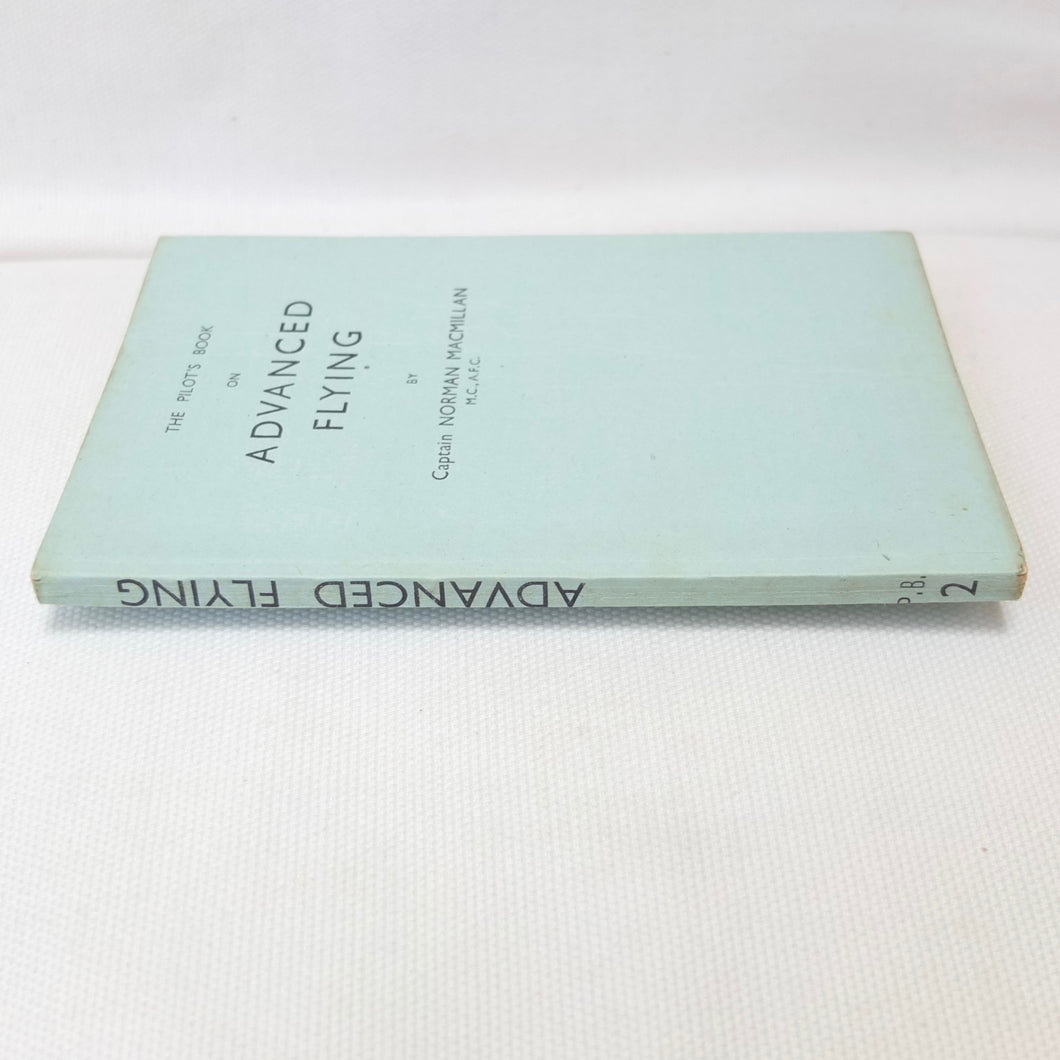 THE PILOT'S BOOK
ON
ADVANCED
FLYING
BY
Captain NORMAN MACMILLAN
M.C., A.F.C.
ADVANCED FLYING
P.B.
2